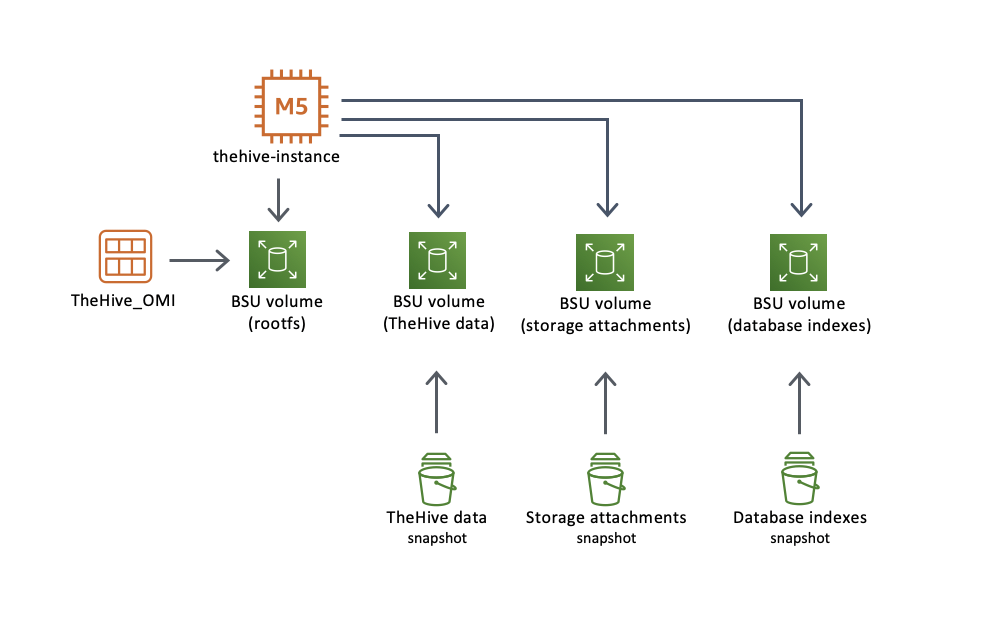 M5
thehive-instance
TheHive_OMI
BSU volume
(rootfs)
BSU volume
(TheHive data)
BSU volume
(storage attachments)
BSU volume
(database indexes)
TheHive data
snapshot
Storage attachments
snapshot
Database indexes
snapshot